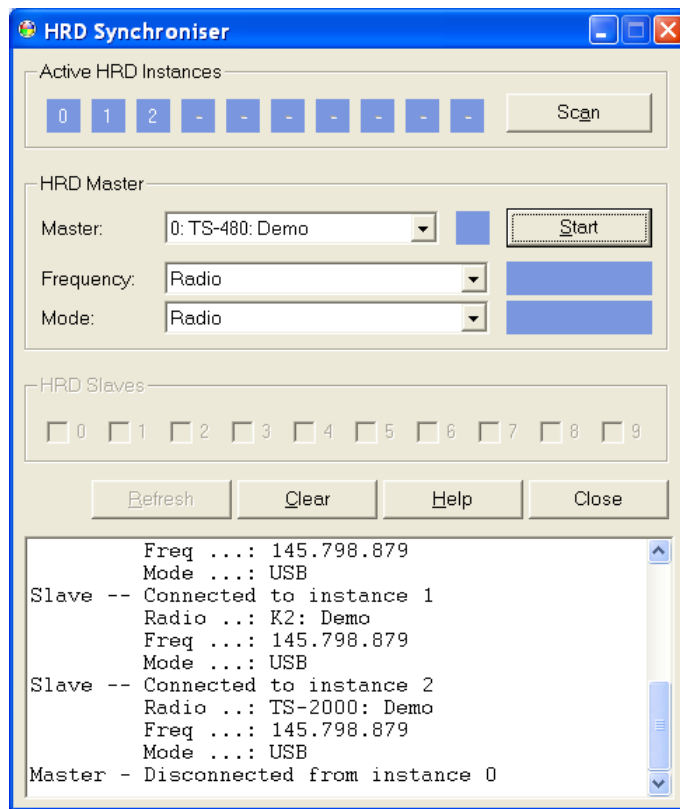 HRD Synchroniser
Active HRD Instances
0 1 2 - - - - - - - Scan
HRD Master
Master: 0: TS-480: Demo Start
Frequency: Radio
Mode: Radio
HRD Slaves
0 1 2 3 4 5 6 7 8 9
Refresh Clear Help Close
Freq ...: 145.798.879
Mode ...: USB
Slave -- Connected to instance 1
Radio ..: K2: Demo
Freq ...: 145.798.879
Mode ...: USB
Slave -- Connected to instance 2
Radio ..: TS-2000: Demo
Freq ...: 145.798.879
Mode ...: USB
Master - Disconnected from instance 0